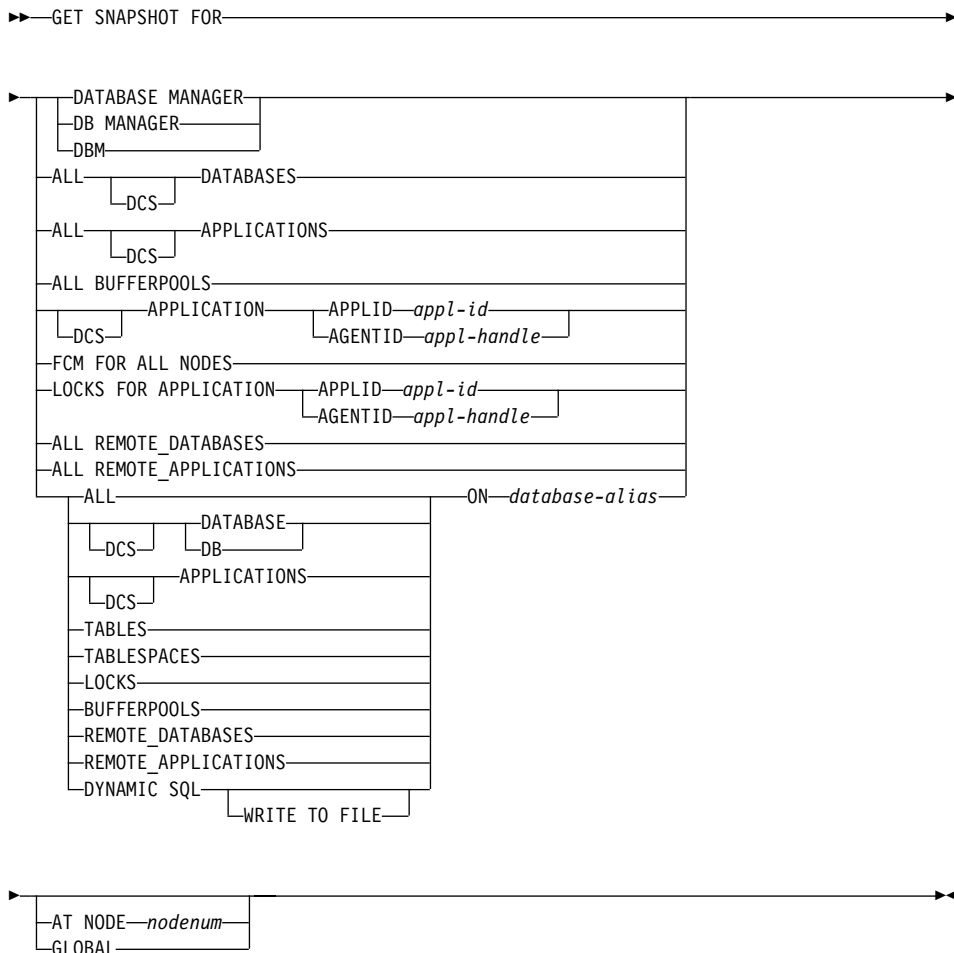 GET SNAPSHOT FOR
DATABASE MANAGER
DB MANAGER
DBM
ALL DATABASES
DCS
ALL APPLICATIONS
DCS
ALL BUFFERPOOLS
APPLICATION APPLID appl-id
DCS AGENTID appl-handle
FCM FOR ALL NODES
LOCKS FOR APPLICATION APPLID appl-id
AGENTID appl-handle
ALL REMOTE_DATABASES
ALL REMOTE_APPLICATIONS
ALL ON database-alias
DATABASE
DCS DB
APPLICATIONS
DCS
TABLES
TABLESPACES
LOCKS
BUFFERPOOLS
REMOTE_DATABASES
REMOTE_APPLICATIONS
DYNAMIC SQL
WRITE TO FILE
AT NODE nodenum
GLOBAL